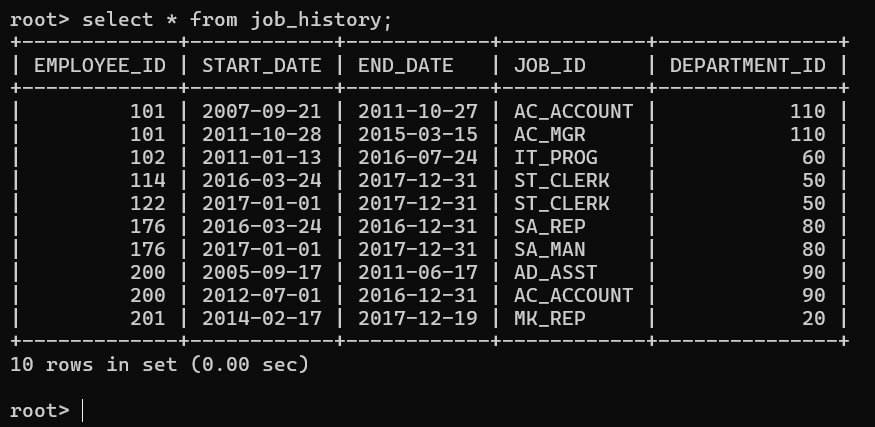 root> select * from job_history;
+-------------+------------+------------+------------+---------------+
| EMPLOYEE_ID | START_DATE | END_DATE   | JOB_ID     | DEPARTMENT_ID |
+-------------+------------+------------+------------+---------------+
|         101 | 2007-09-21 | 2011-10-27 | AC_ACCOUNT |           110 |
|         101 | 2011-10-28 | 2015-03-15 | AC_MGR     |           110 |
|         102 | 2011-01-13 | 2016-07-24 | IT_PROG    |            60 |
|         114 | 2016-03-24 | 2017-12-31 | ST_CLERK   |            50 |
|         122 | 2017-01-01 | 2017-12-31 | ST_CLERK   |            50 |
|         176 | 2016-03-24 | 2016-12-31 | SA_REP     |            80 |
|         176 | 2017-01-01 | 2017-12-31 | SA_MAN     |            80 |
|         200 | 2005-09-17 | 2011-06-17 | AD_ASST    |            90 |
|         200 | 2012-07-01 | 2016-12-31 | AC_ACCOUNT |            90 |
|         201 | 2014-02-17 | 2017-12-19 | MK_REP     |            20 |
+-------------+------------+------------+------------+---------------+
10 rows in set (0.00 sec)
root>